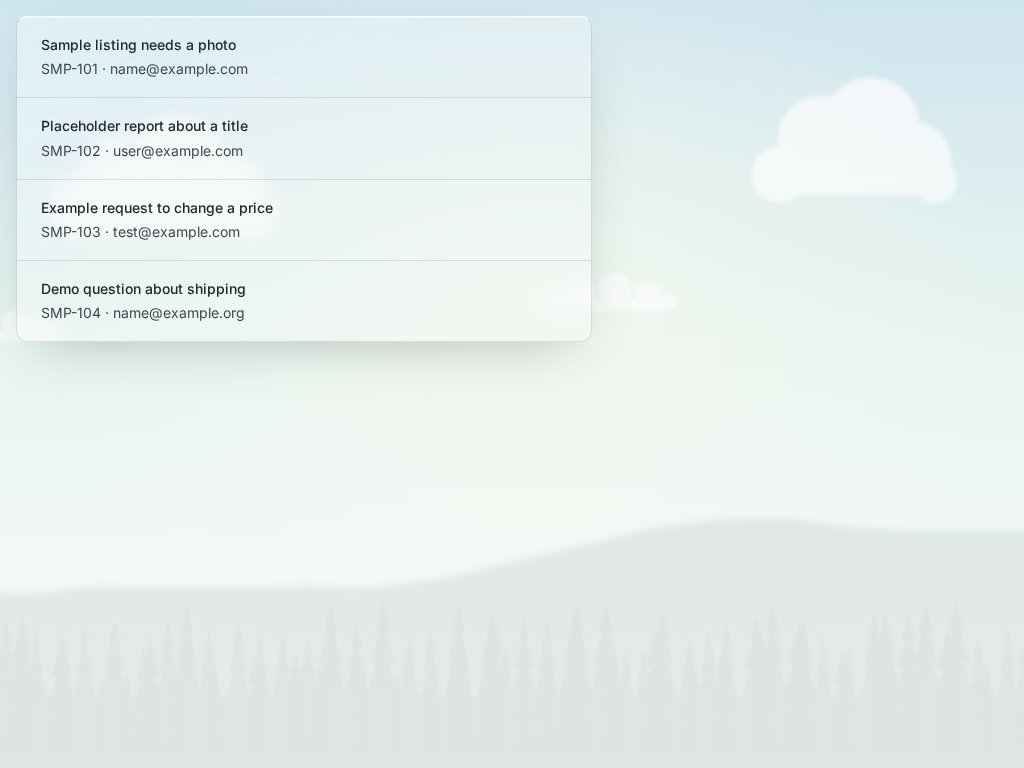 Sample listing needs a photo
SMP-101 · name@example.com
Placeholder report about a title
SMP-102 · user@example.com
Example request to change a price
SMP-103 · test@example.com
Demo question about shipping
SMP-104 · name@example.org